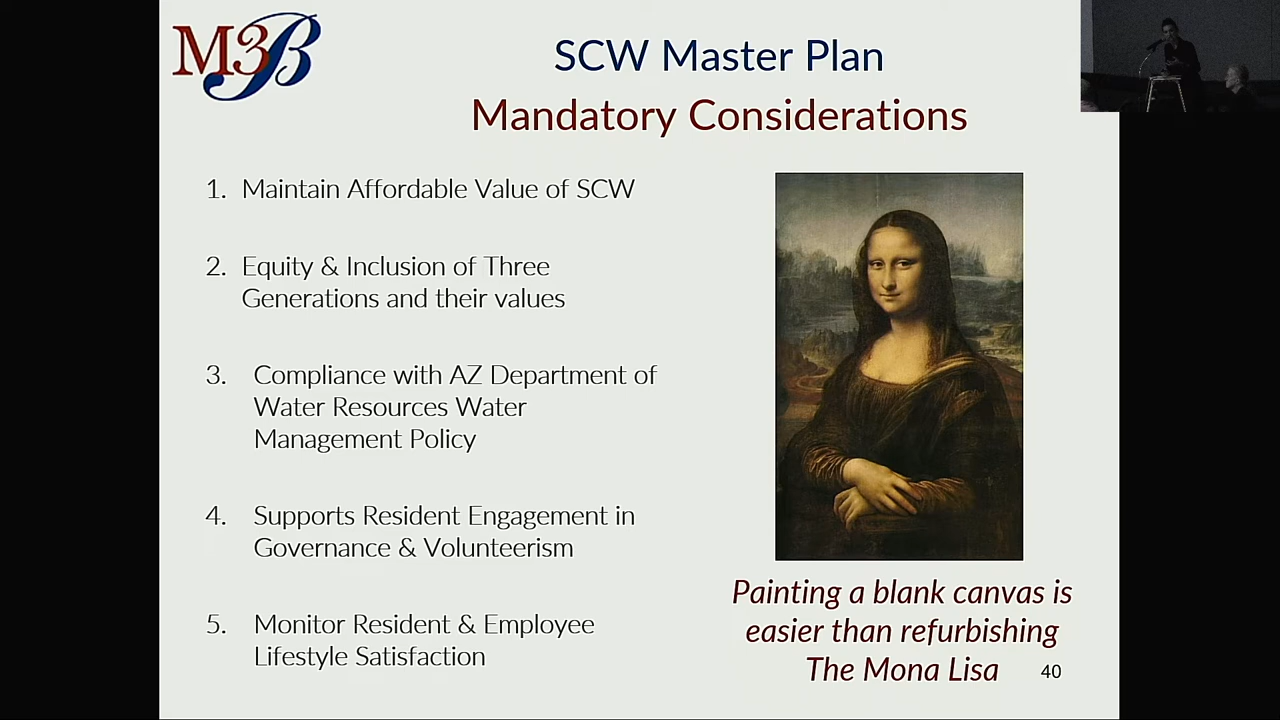 M3B
SCW Master Plan
Mandatory Considerations
1. Maintain Affordable Value of SCW
2. Equity & Inclusion of Three
Generations and their values
3. Compliance with AZ Department of
Water Resources Water
Management Policy
4. Supports Resident Engagement in
Governance & Volunteerism
5. Monitor Resident & Employee
Lifestyle Satisfaction
Painting a blank canvas is
easier than refurbishing
The Mona Lisa
40